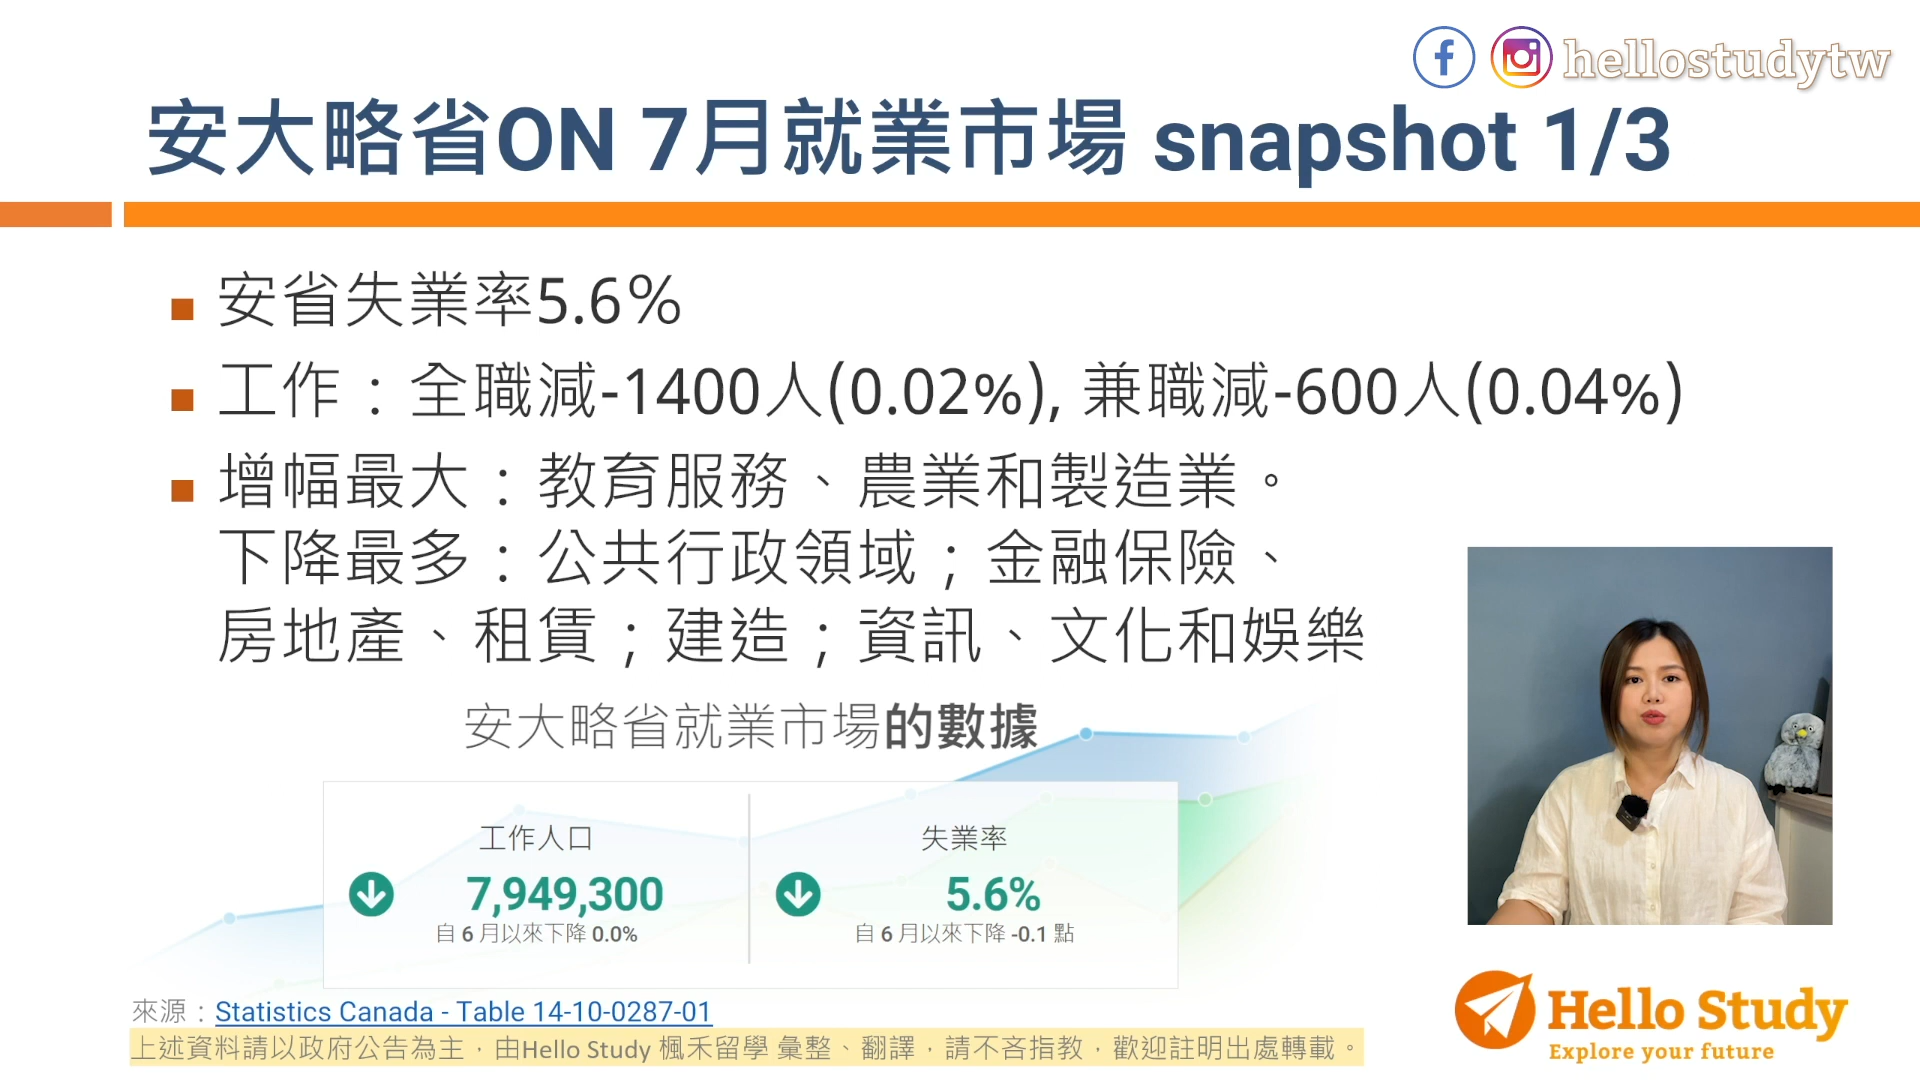 hellostudytw
安大略省ON 7月就業市場 snapshot 1/3
安省失業率5.6%
工作：全職減-1400人(0.02%), 兼職減-600人(0.04%)
增幅最大：教育服務、農業和製造業。
下降最多：公共行政領域；金融保險、
房地產、租賃；建造；資訊、文化和娛樂
安大略省就業市場的數據
工作人口
7,949,300
自 6 月以來下降 0.0%
失業率
5.6%
自 6 月以來下降 -0.1 點
來源：Statistics Canada - Table 14-10-0287-01
上述資料請以政府公告為主，由Hello Study 楓禾留學 彙整、翻譯，請不吝指教，歡迎註明出處轉載。
Hello Study
Explore your future